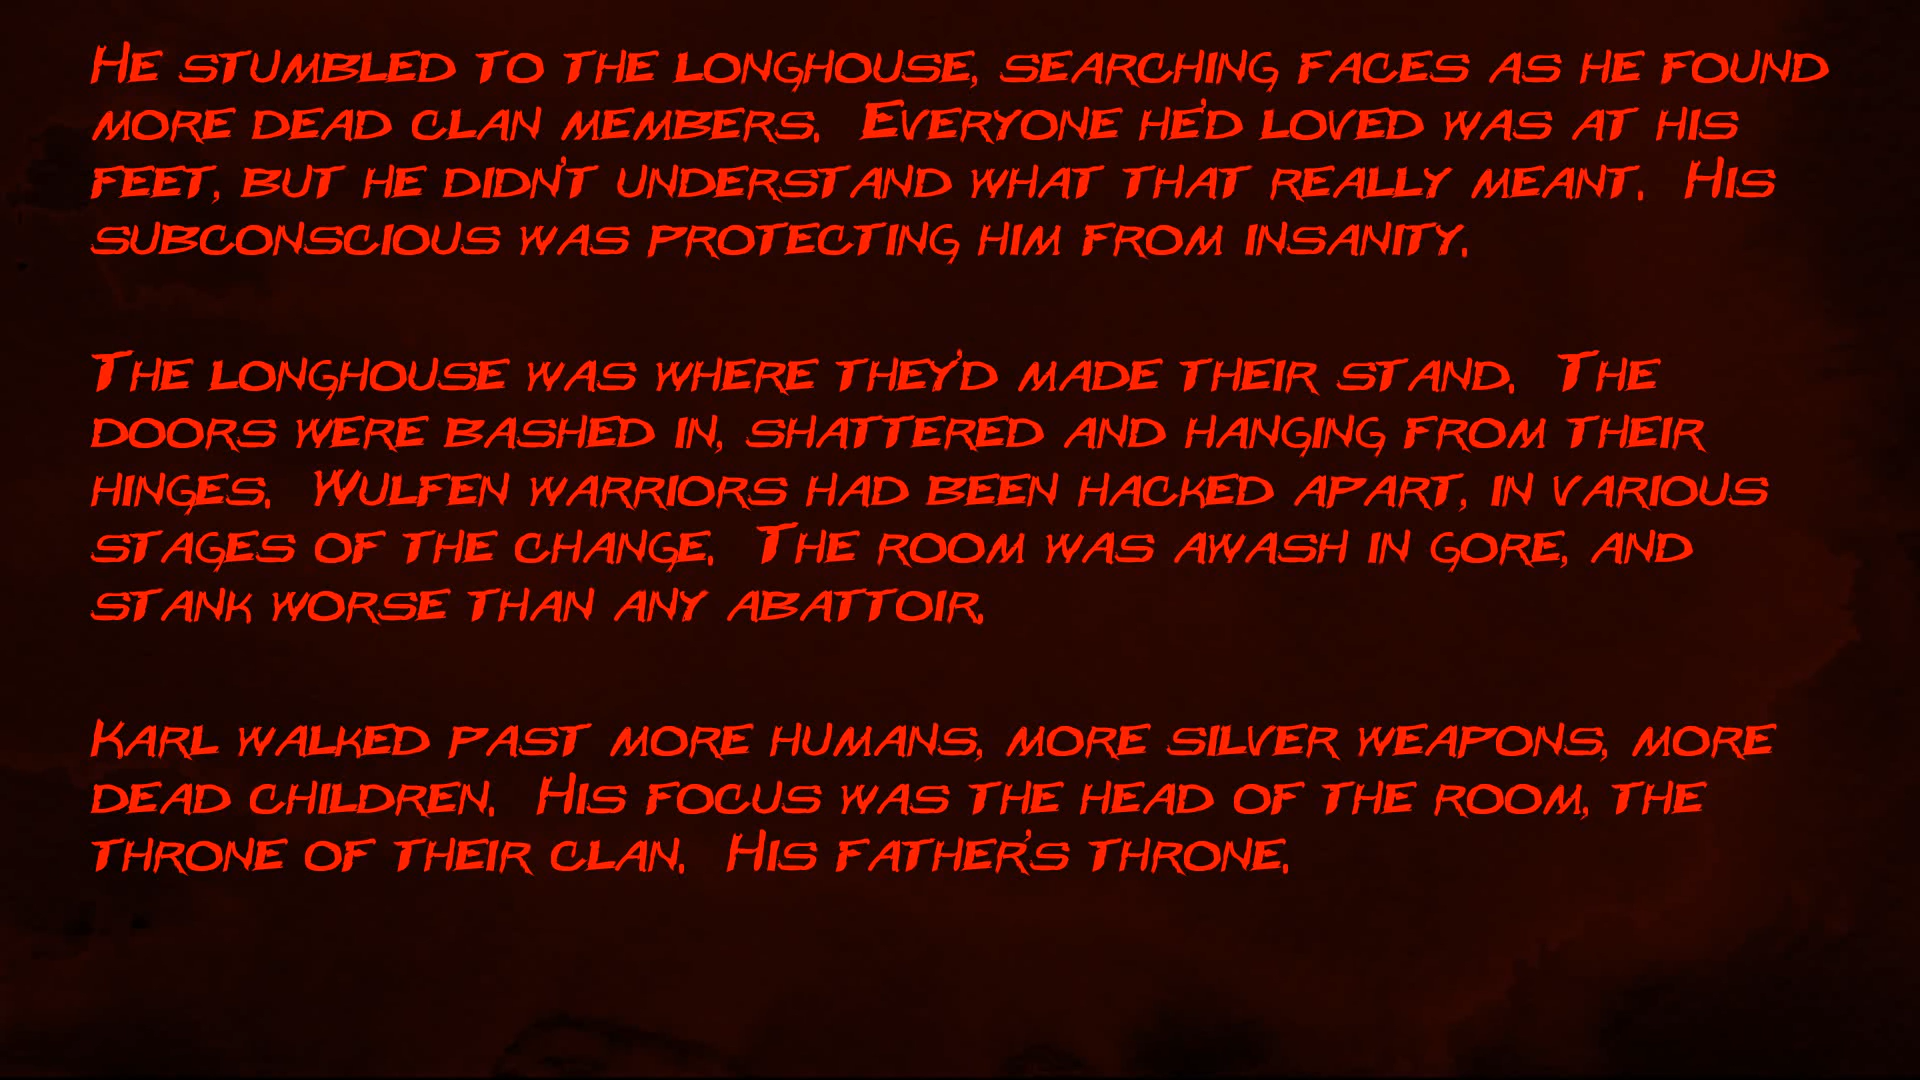 He stumbled to the longhouse, searching faces as he found
more dead clan members.  Everyone he'd loved was at his
feet, but he didn't understand what that really meant.  His
subconscious was protecting him from insanity.
The longhouse was where they'd made their stand.  The
doors were bashed in, shattered and hanging from their
hinges.  Wulfen warriors had been hacked apart, in various
stages of the change.  The room was awash in gore, and
stank worse than any abattoir.
Karl walked past more humans, more silver weapons, more
dead children.  His focus was the head of the room, the
throne of their clan.  His father's throne.